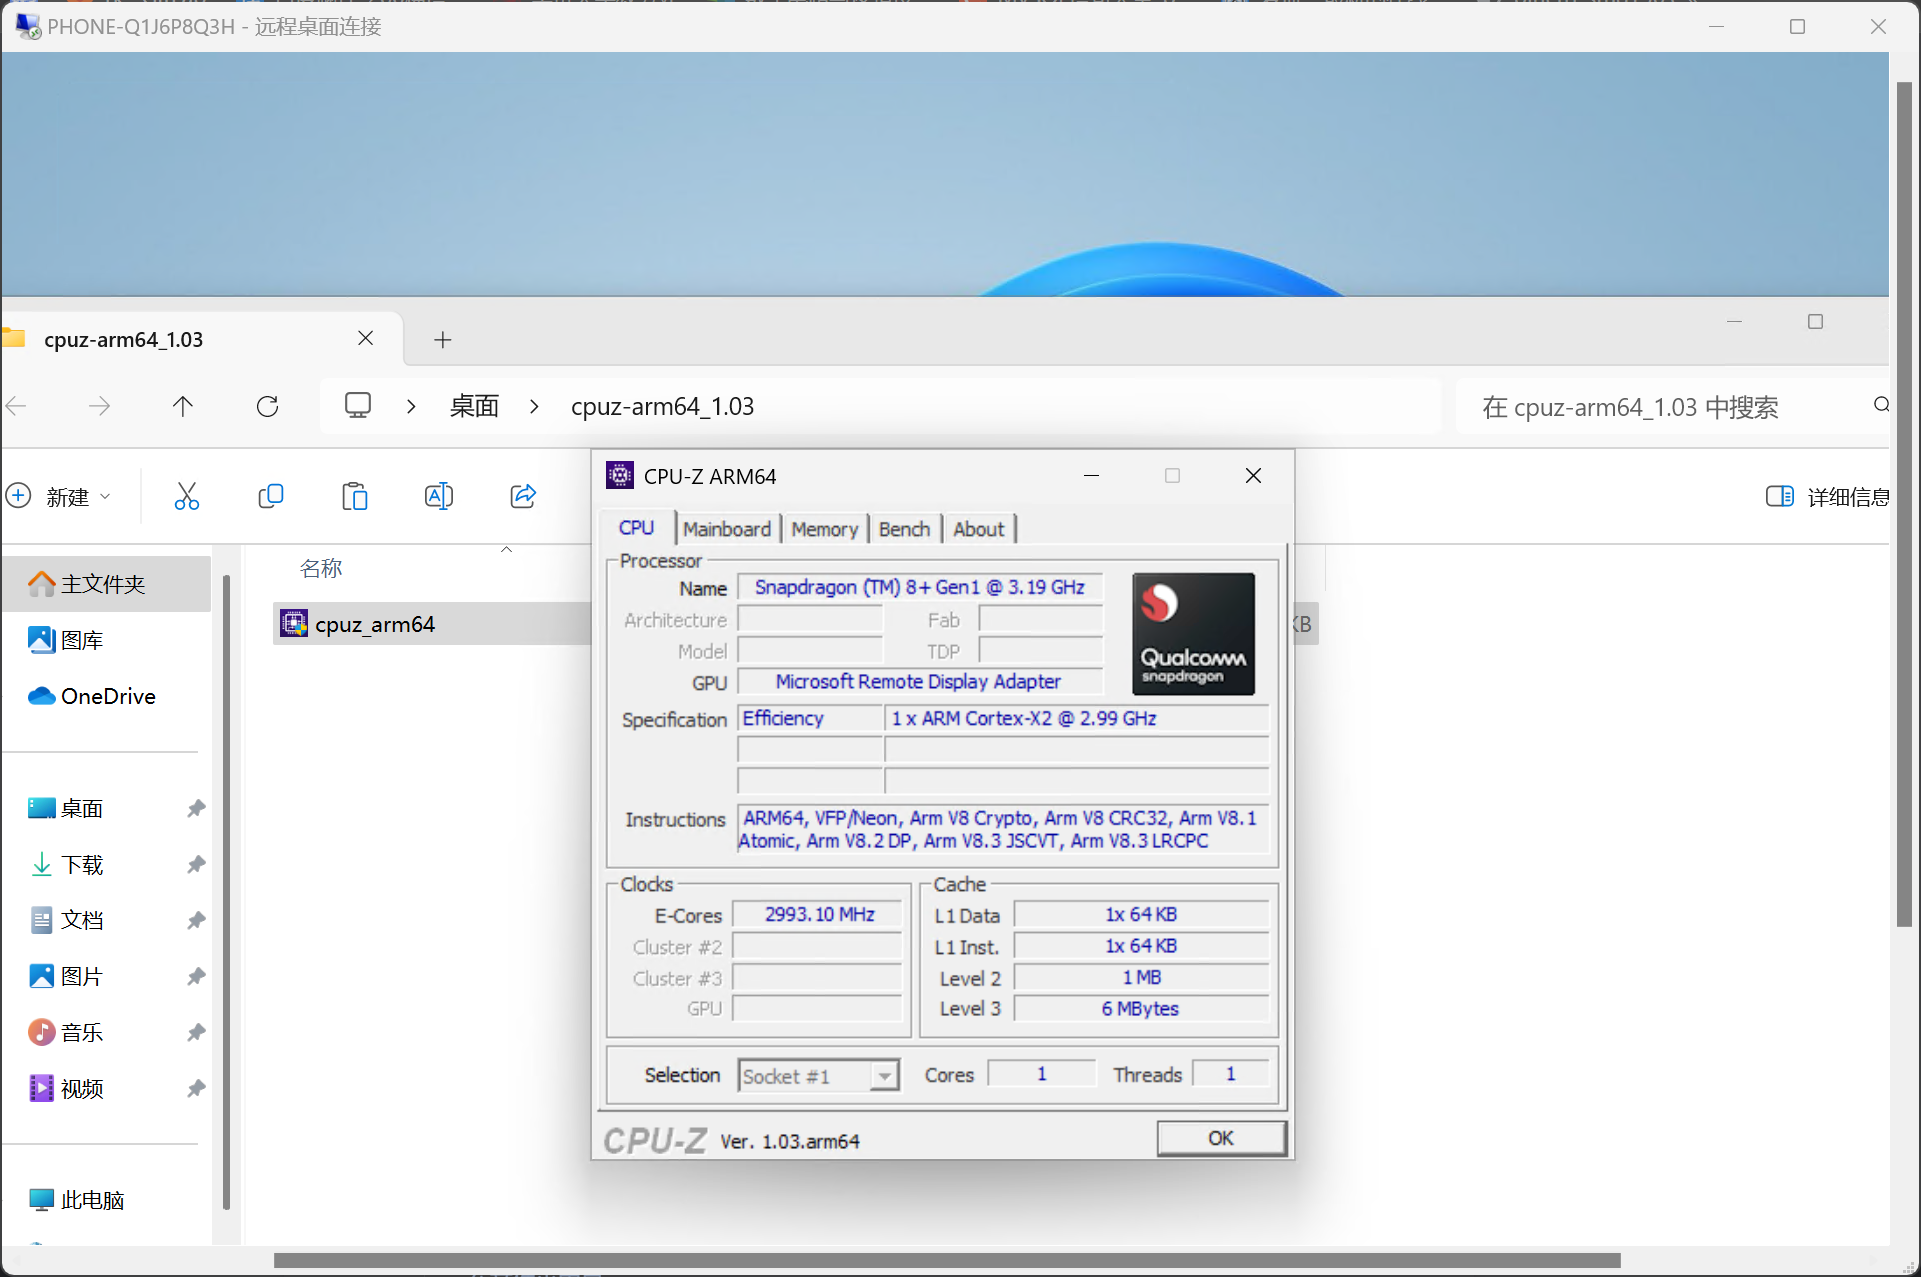 PHONE-Q1J6P8Q3H - 远程桌面连接
cpuz-arm64_1.03
桌面
cpuz-arm64_1.03
在 cpuz-arm64_1.03 中搜索
新建
详细信息
主文件夹
图库
OneDrive
桌面
下载
文档
图片
音乐
视频
此电脑
名称
cpuz_arm64
KB
CPU-Z ARM64
CPU Mainboard Memory Bench About
Processor
Name Snapdragon (TM) 8+ Gen1 @ 3.19 GHz
Architecture Fab
Model TDP
GPU Microsoft Remote Display Adapter
Qualcomm
snapdragon
Specification Efficiency 1 x ARM Cortex-X2 @ 2.99 GHz
Instructions ARM64, VFP/Neon, Arm V8 Crypto, Arm V8 CRC32, Arm V8.1
Atomic, Arm V8.2 DP, Arm V8.3 JSCVT, Arm V8.3 LRCPC
Clocks
E-Cores 2993.10 MHz
Cluster #2
Cluster #3
GPU
Cache
L1 Data 1x 64 KB
L1 Inst. 1x 64 KB
Level 2 1 MB
Level 3 6 MBytes
Selection Socket #1 Cores 1 Threads 1
CPU-Z Ver. 1.03.arm64 OK